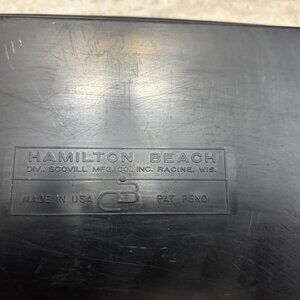 HAMILTON BEACH
DIV., SCOVILL MFG. CO., INC. RACINE, WIS.
MADE IN USA PAT. PEND.